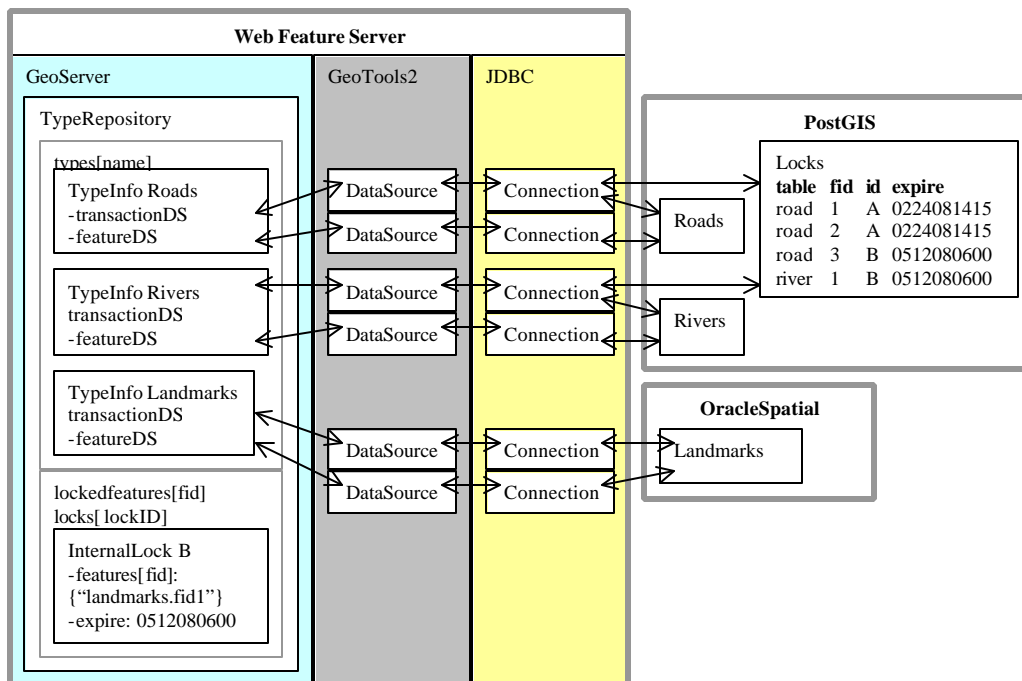 Web Feature Server
GeoServer
GeoTools2
JDBC
TypeRepository
types[name]
TypeInfo Roads
-transactionDS
-featureDS
TypeInfo Rivers
transactionDS
-featureDS
TypeInfo Landmarks
transactionDS
-featureDS
lockedfeatures[fid]
locks[ lockID]
InternalLock B
-features[fid]:
{“landmarks.fid1”}
-expire: 0512080600
DataSource
DataSource
DataSource
DataSource
DataSource
DataSource
Connection
Connection
Connection
Connection
Connection
Connection
PostGIS
Roads
Rivers
Locks
table fid id expire
road 1 A 0224081415
road 2 A 0224081415
road 3 B 0512080600
river 1 B 0512080600
OracleSpatial
Landmarks